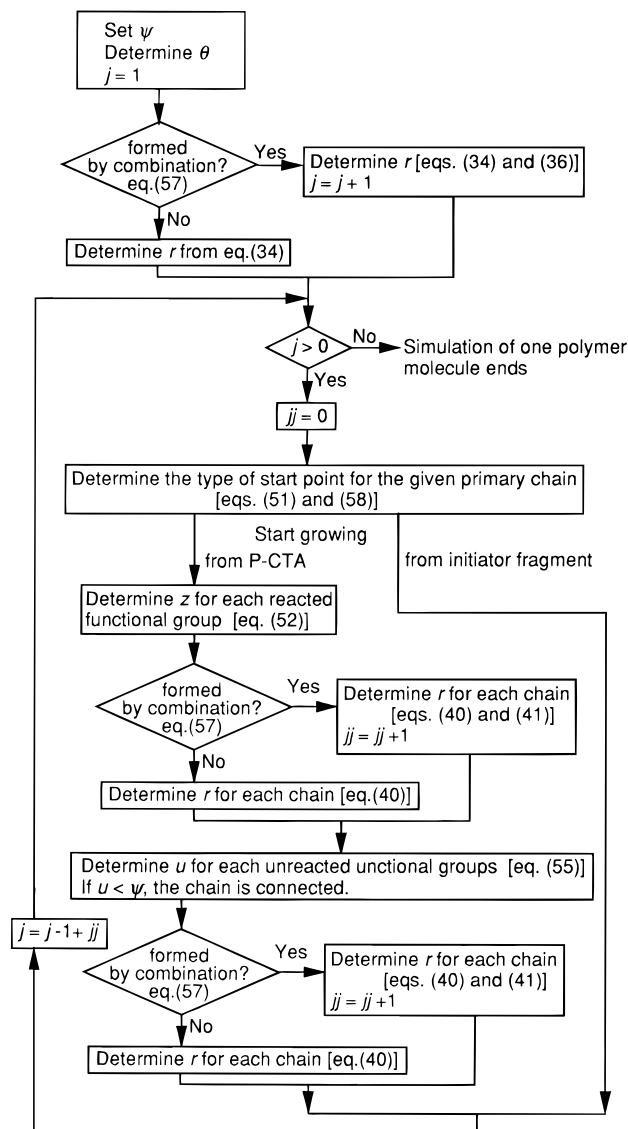 Set ψ
Determine θ
j = 1
formed
by combination?
eq.(57)
Yes
Determine r [eqs. (34) and (36)]
j = j + 1
No
Determine r from eq.(34)
j > 0
No
Simulation of one polymer
molecule ends
Yes
jj = 0
Determine the type of start point for the given primary chain
[eqs. (51) and (58)]
Start growing
from P-CTA
from initiator fragment
Determine z for each reacted
functional group [eq. (52)]
formed
by combination?
eq.(57)
Yes
Determine r for each chain
[eqs. (40) and (41)]
jj = jj +1
No
Determine r for each chain [eq.(40)]
Determine u for each unreacted unctional groups [eq. (55)]
If u < ψ, the chain is connected.
j = j-1+ jj
formed
by combination?
eq.(57)
Yes
Determine r for each chain
[eqs. (40) and (41)]
jj = jj +1
No
Determine r for each chain [eq.(40)]